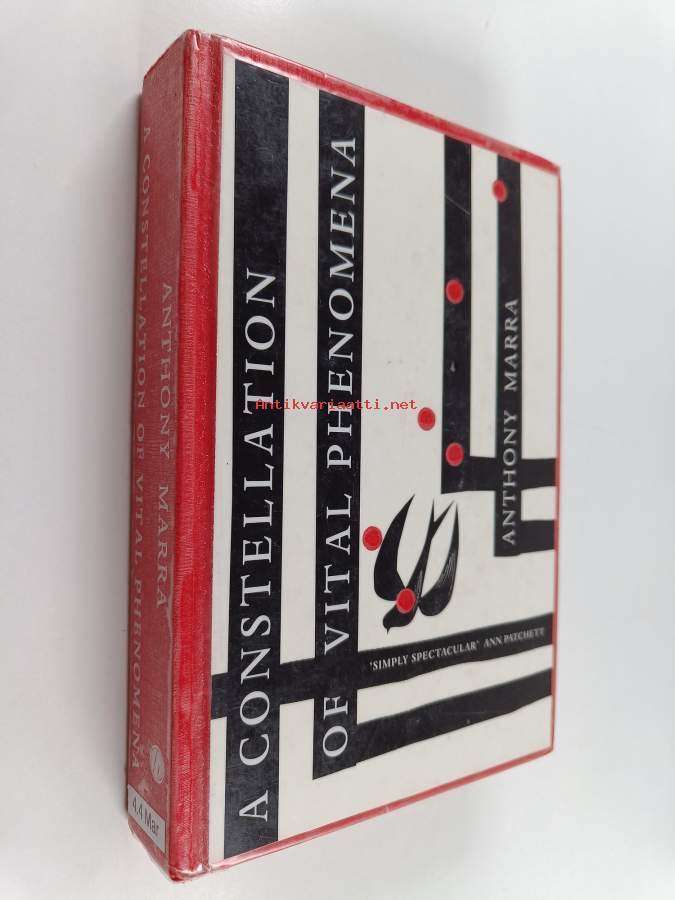 A CONSTELLATION
OF VITAL PHENOMENA
'SIMPLY SPECTACULAR' ANN PATCHETT
ANTHONY MARRA
ANTHONY MARRA
A CONSTELLATION OF VITAL PHENOMENA
4.4 Mar
Antikvariaatti.net